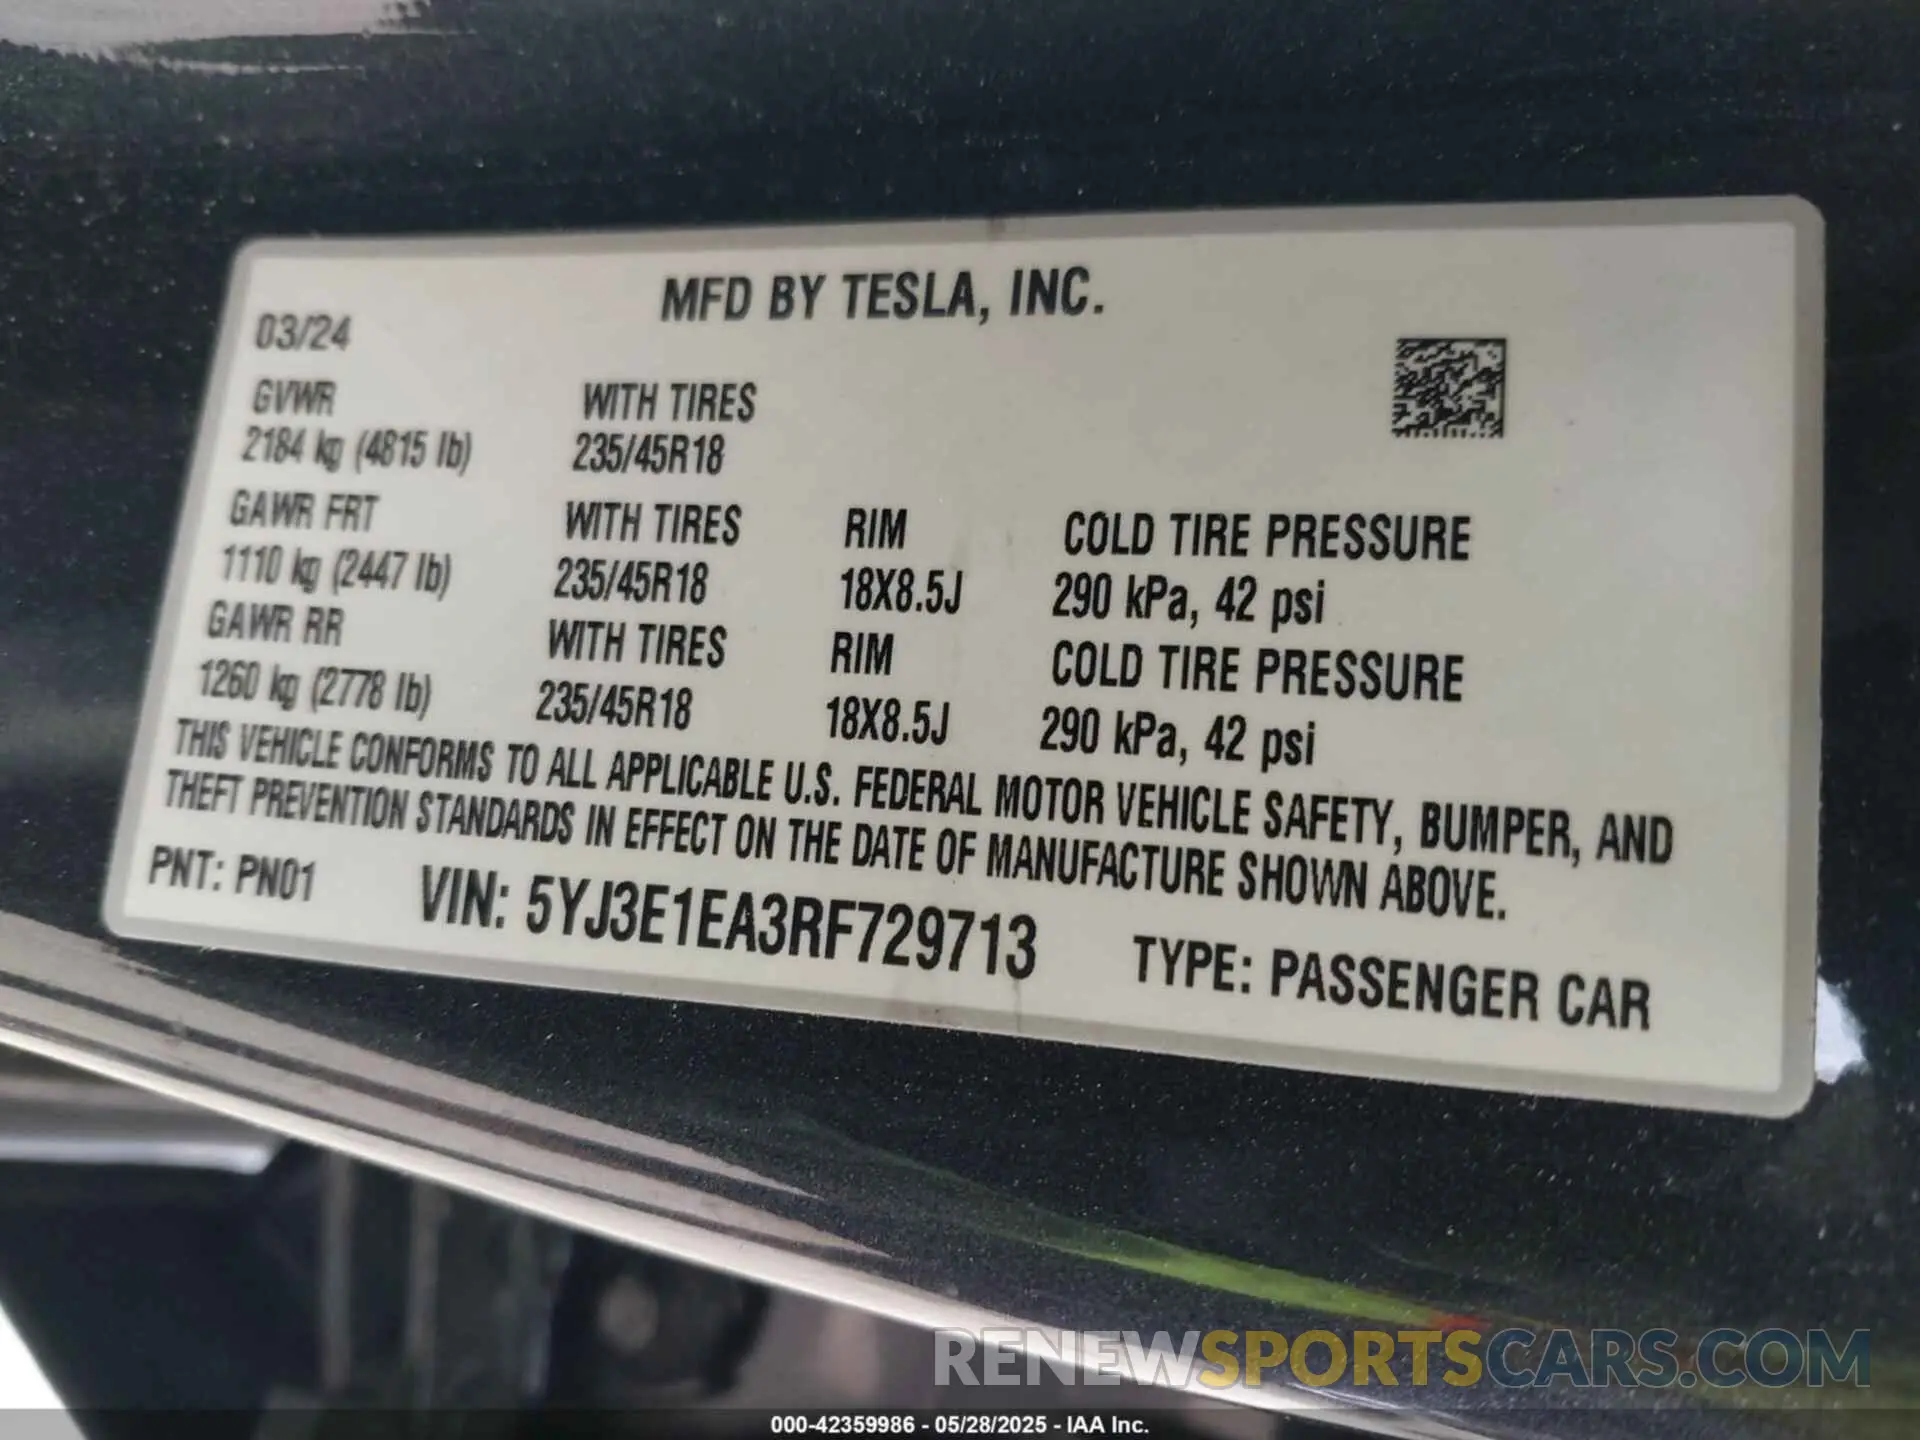 MFD BY TESLA, INC.
03/24
GVWR WITH TIRES
2184 kg (4815 lb) 235/45R18
GAWR FRT WITH TIRES RIM COLD TIRE PRESSURE
1110 kg (2447 lb) 235/45R18 18X8.5J 290 kPa, 42 psi
GAWR RR WITH TIRES RIM COLD TIRE PRESSURE
1260 kg (2778 lb) 235/45R18 18X8.5J 290 kPa, 42 psi
THIS VEHICLE CONFORMS TO ALL APPLICABLE U.S. FEDERAL MOTOR VEHICLE SAFETY, BUMPER, AND
THEFT PREVENTION STANDARDS IN EFFECT ON THE DATE OF MANUFACTURE SHOWN ABOVE.
PNT: PN01 VIN: 5YJ3E1EA3RF729713 TYPE: PASSENGER CAR
RENEWSPORTSCARS.COM
000-42359986 - 05/28/2025 - IAA Inc.